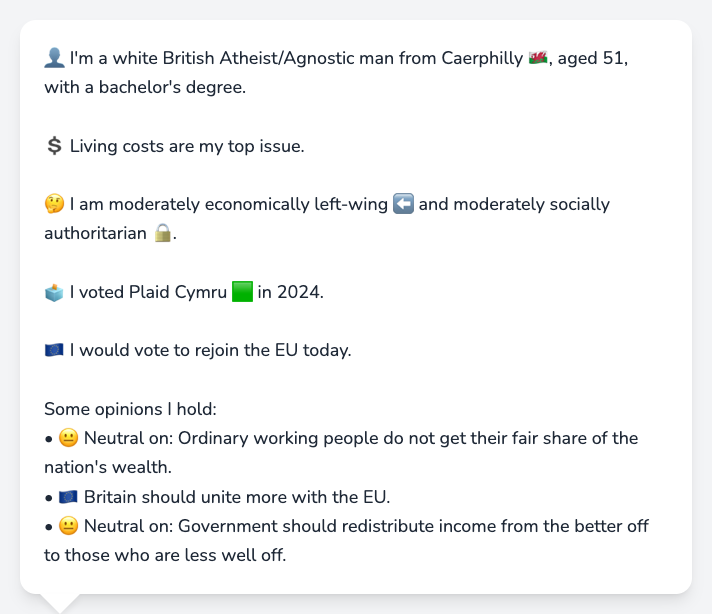 👤 I'm a white British Atheist/Agnostic man from Caerphilly 🏴󠁧󠁢󠁷󠁬󠁳󠁿, aged 51,
with a bachelor's degree.
💲 Living costs are my top issue.
🤔 I am moderately economically left-wing ⬅️ and moderately socially
authoritarian 🔒.
🗳️ I voted Plaid Cymru 🟩 in 2024.
🇪🇺 I would vote to rejoin the EU today.
Some opinions I hold:
• 😐 Neutral on: Ordinary working people do not get their fair share of the
nation's wealth.
• 🇪🇺 Britain should unite more with the EU.
• 😐 Neutral on: Government should redistribute income from the better off
to those who are less well off.